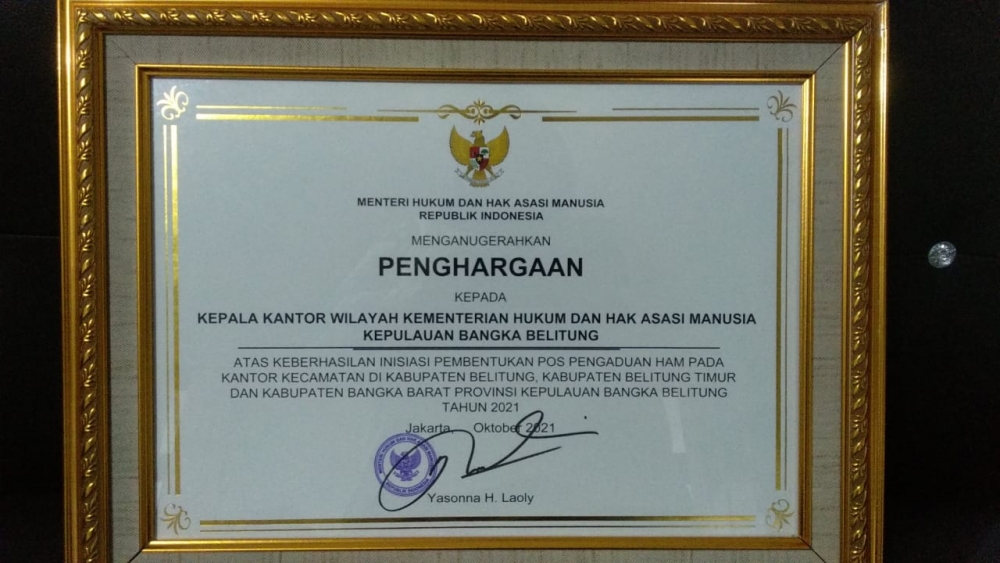 MENTERI HUKUM DAN HAK ASASI MANUSIA
REPUBLIK INDONESIA
MENGANUGERAHKAN
PENGHARGAAN
KEPADA
KEPALA KANTOR WILAYAH KEMENTERIAN HUKUM DAN HAK ASASI MANUSIA
KEPULAUAN BANGKA BELITUNG
ATAS KEBERHASILAN INISIASI PEMBENTUKAN POS PENGADUAN HAM PADA
KANTOR KECAMATAN DI KABUPATEN BELITUNG, KABUPATEN BELITUNG TIMUR
DAN KABUPATEN BANGKA BARAT PROVINSI KEPULAUAN BANGKA BELITUNG
TAHUN 2021
Jakarta, Oktober 2021
Yasonna H. Laoly